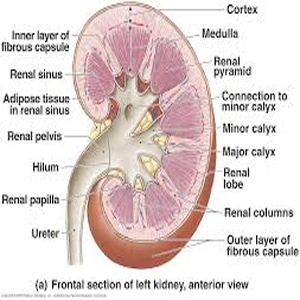 Cortex
Inner layer of
fibrous capsule
Medulla
Renal sinus
Renal
pyramid
Adipose tissue
in renal sinus
Connection to
minor calyx
Renal pelvis
Minor calyx
Hilum
Major calyx
Renal
lobe
Renal papilla
Renal columns
Ureter
Outer layer of
fibrous capsule
(a) Frontal section of left kidney, anterior view